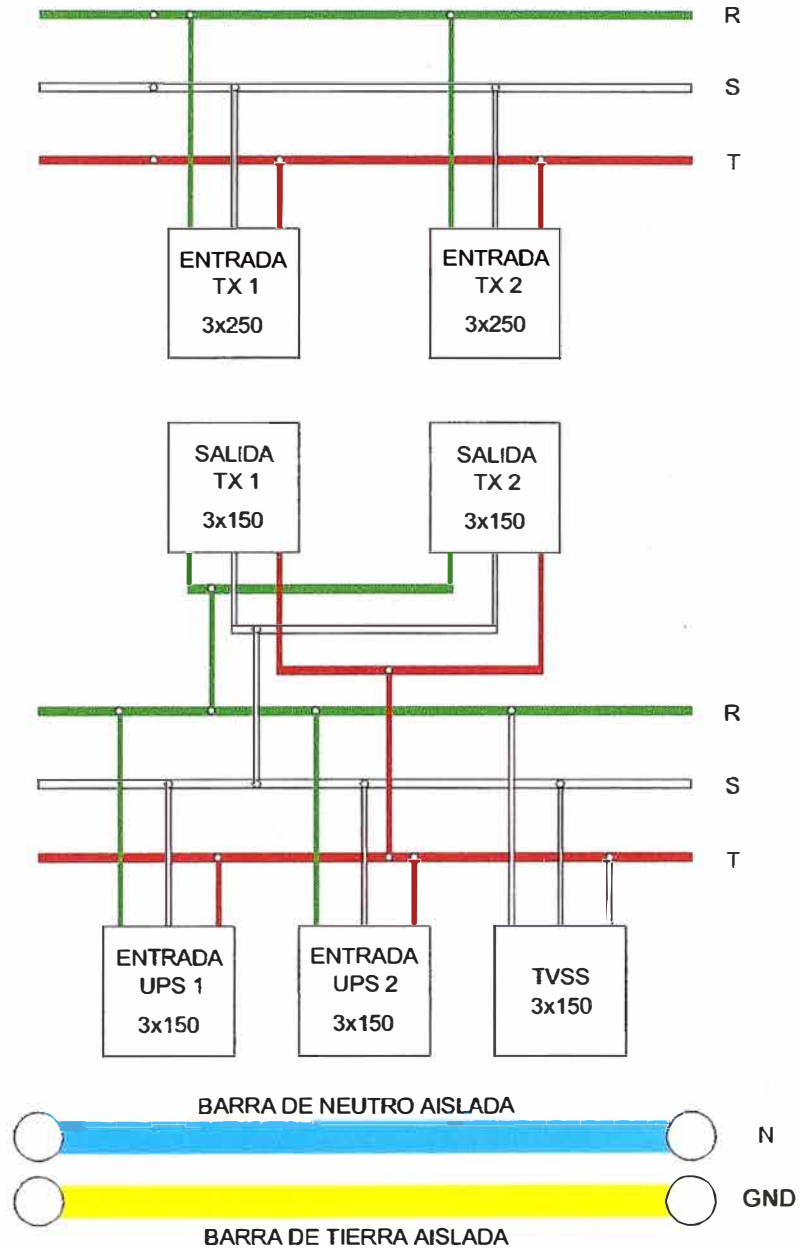 R
S
T
ENTRADA
TX 1
3x250
ENTRADA
TX 2
3x250
SALIDA
TX 1
3x150
SALIDA
TX 2
3x150
R
S
T
ENTRADA
UPS 1
3x150
ENTRADA
UPS 2
3x150
TVSS
3x150
BARRA DE NEUTRO AISLADA
N
GND
BARRA DE TIERRA AISLADA